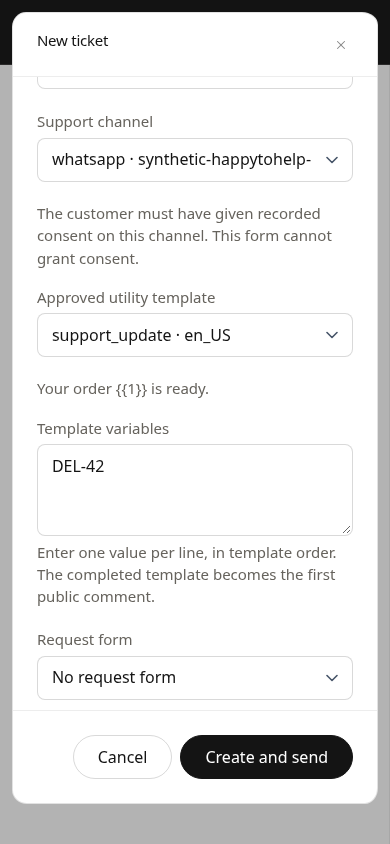 New ticket
×
Support channel
whatsapp · synthetic-happytohelp-
The customer must have given recorded
consent on this channel. This form cannot
grant consent.
Approved utility template
support_update · en_US
Your order {{1}} is ready.
Template variables
DEL-42
Enter one value per line, in template order.
The completed template becomes the first
public comment.
Request form
No request form
Cancel
Create and send